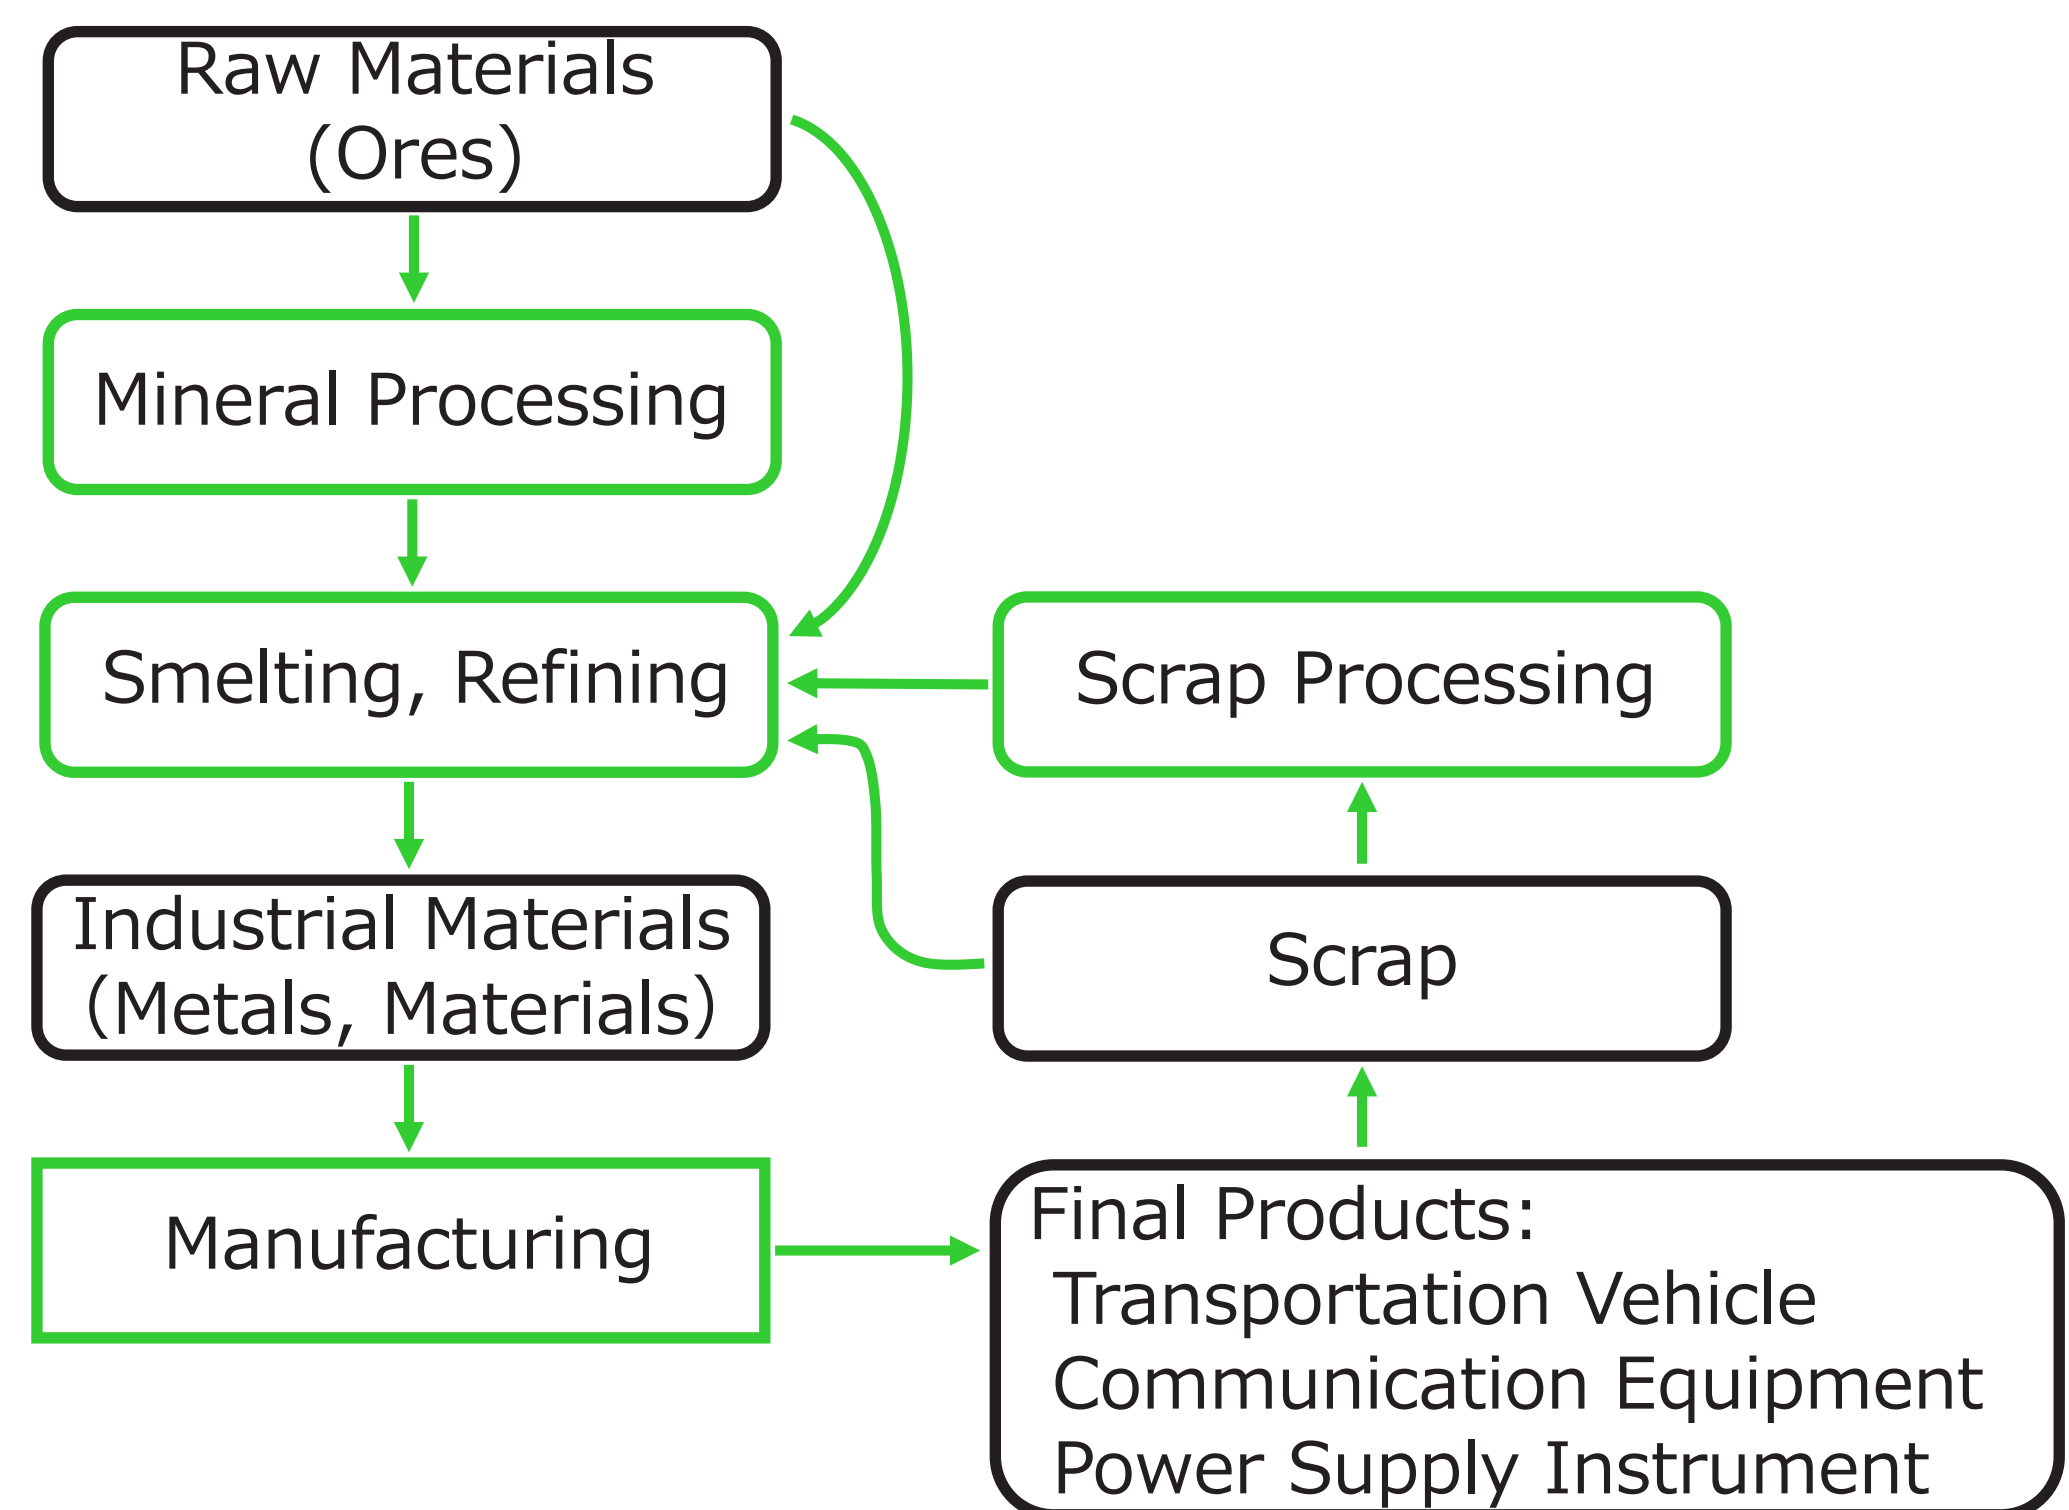 Raw Materials
(Ores)
Mineral Processing
Smelting, Refining
Scrap Processing
Industrial Materials
(Metals, Materials)
Scrap
Manufacturing
Final Products:
Transportation Vehicle
Communication Equipment
Power Supply Instrument